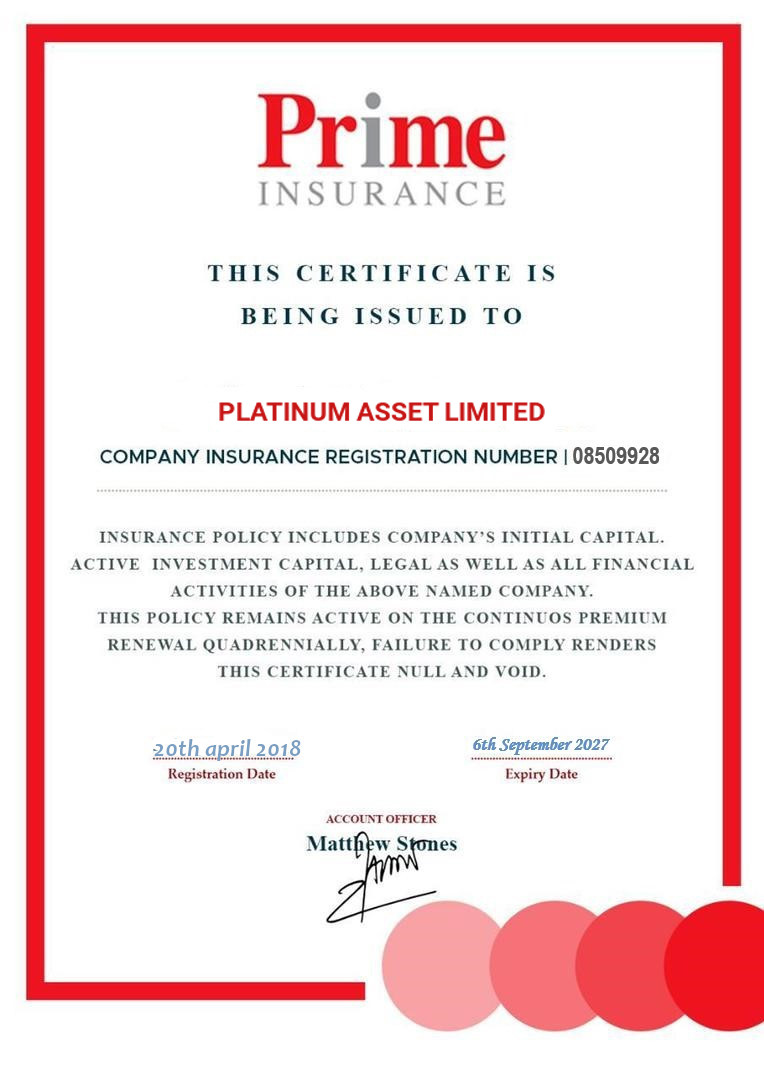 Prime
INSURANCE
THIS CERTIFICATE IS
BEING ISSUED TO
PLATINUM ASSET LIMITED
COMPANY INSURANCE REGISTRATION NUMBER | 08509928
INSURANCE POLICY INCLUDES COMPANY'S INITIAL CAPITAL.
ACTIVE INVESTMENT CAPITAL, LEGAL AS WELL AS ALL FINANCIAL
ACTIVITIES OF THE ABOVE NAMED COMPANY.
THIS POLICY REMAINS ACTIVE ON THE CONTINUOS PREMIUM
RENEWAL QUADRENNIALLY, FAILURE TO COMPLY RENDERS
THIS CERTIFICATE NULL AND VOID.
20th april 2018
6th September 2027
Registration Date
Expiry Date
ACCOUNT OFFICER
Matthew Stones